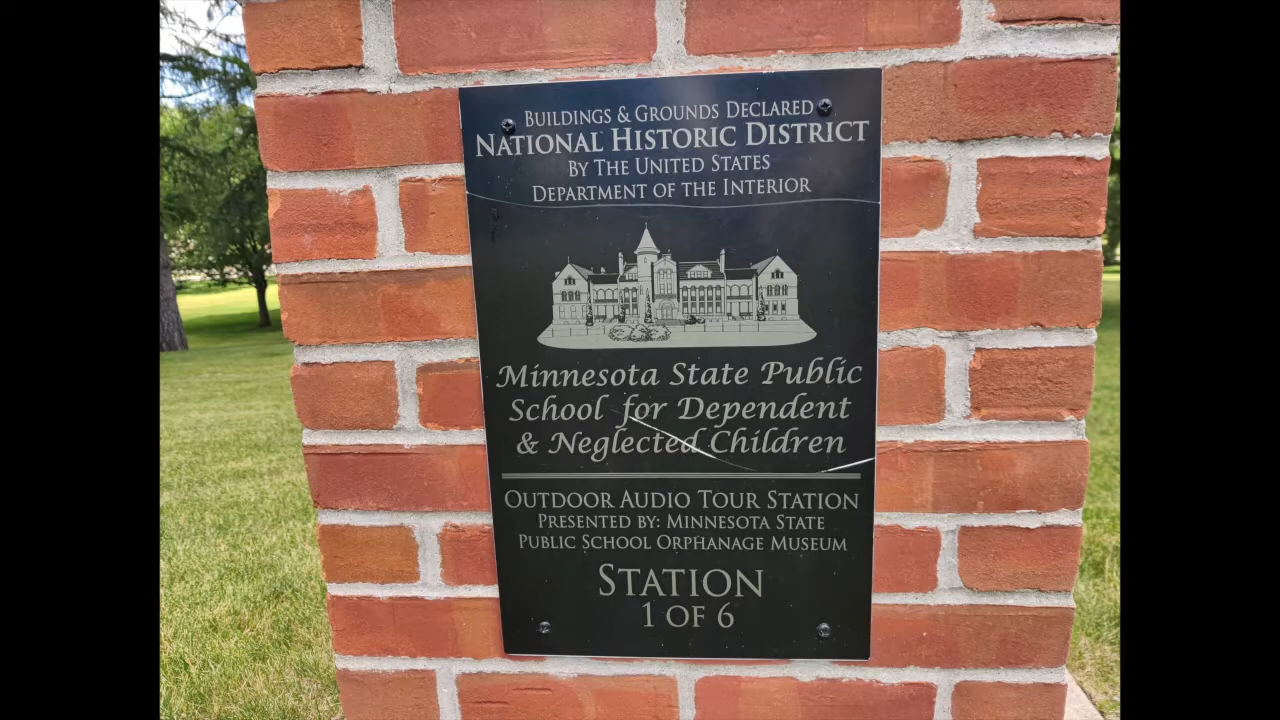 BUILDINGS & GROUNDS DECLARED
NATIONAL HISTORIC DISTRICT
BY THE UNITED STATES
DEPARTMENT OF THE INTERIOR
Minnesota State Public
School for Dependent
& Neglected Children
OUTDOOR AUDIO TOUR STATION
PRESENTED BY: MINNESOTA STATE
PUBLIC SCHOOL ORPHANAGE MUSEUM
STATION
1 OF 6